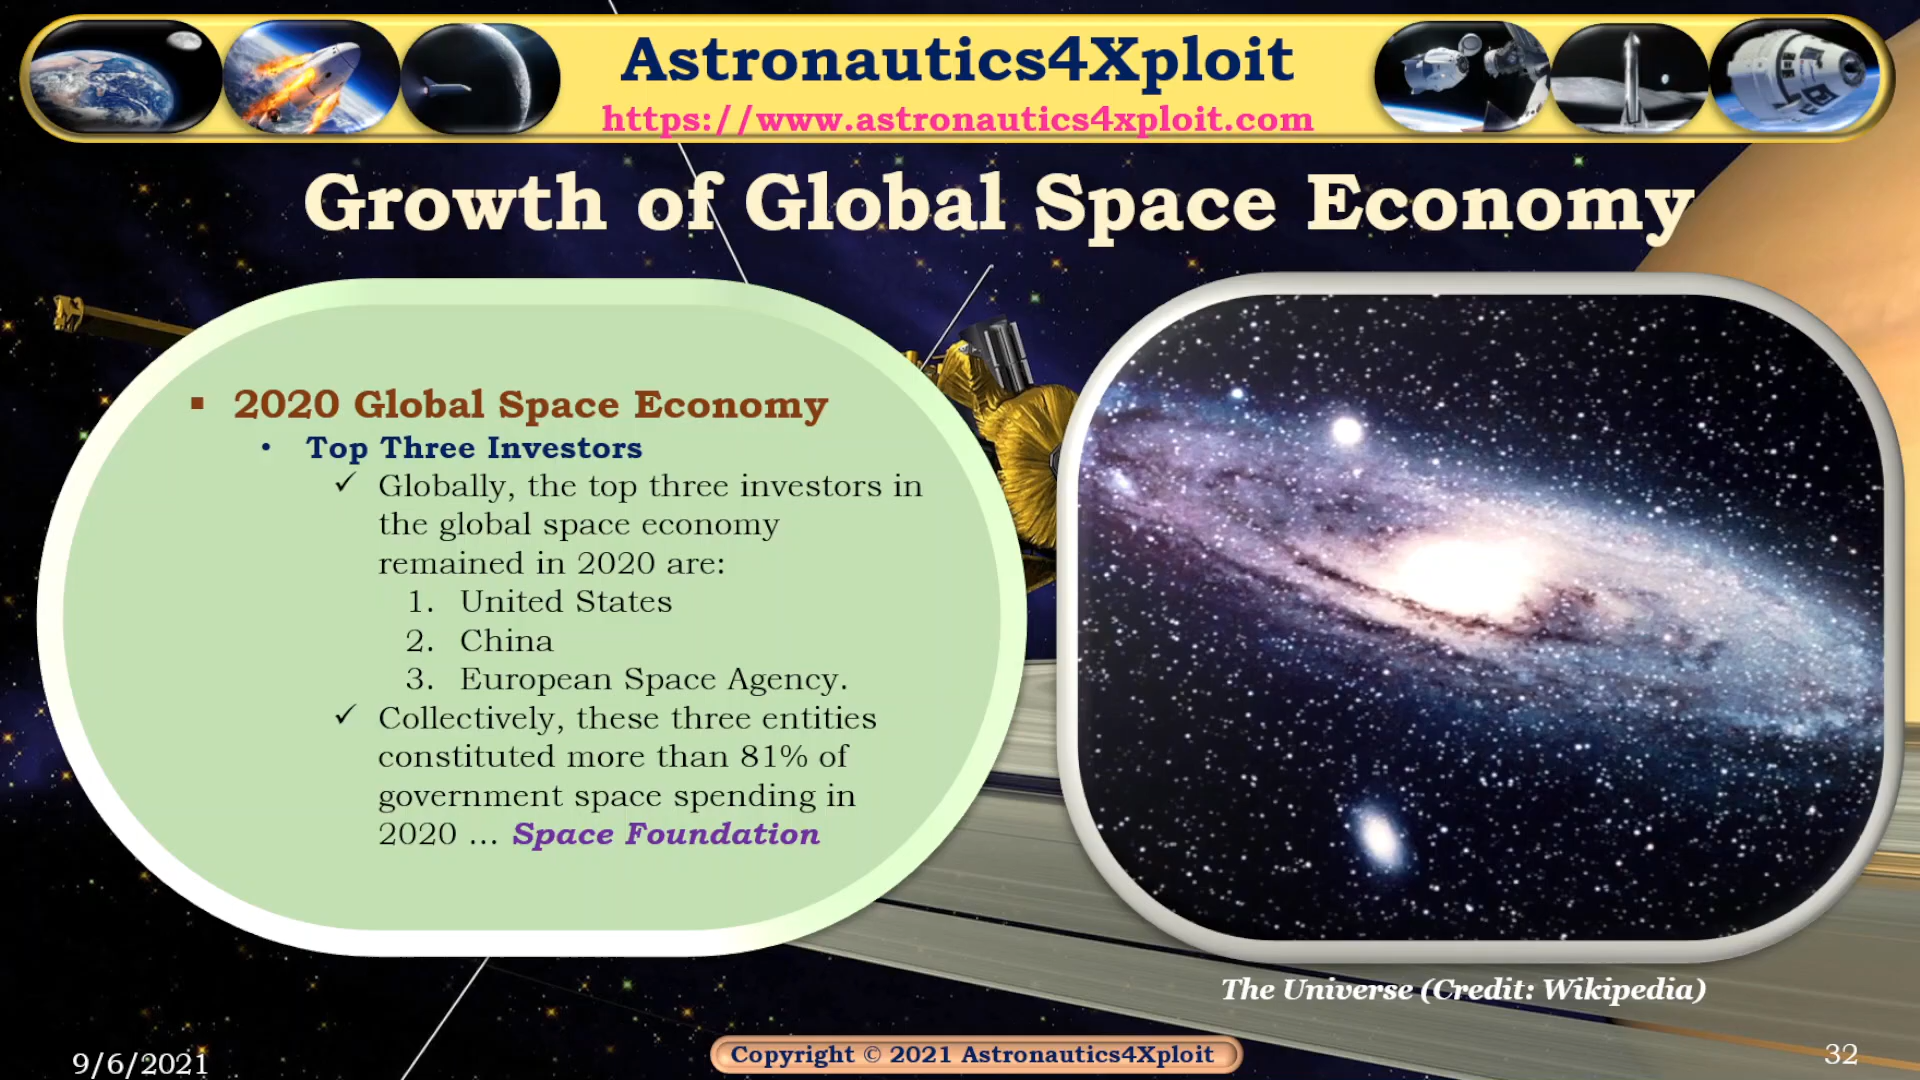 Astronautics4Xploit
https://www.astronautics4xploit.com
Growth of Global Space Economy
▪ 2020 Global Space Economy
• Top Three Investors
✓ Globally, the top three investors in
the global space economy
remained in 2020 are:
1. United States
2. China
3. European Space Agency.
✓ Collectively, these three entities
constituted more than 81% of
government space spending in
2020 ... Space Foundation
The Universe (Credit: Wikipedia)
9/6/2021
Copyright © 2021 Astronautics4Xploit
32